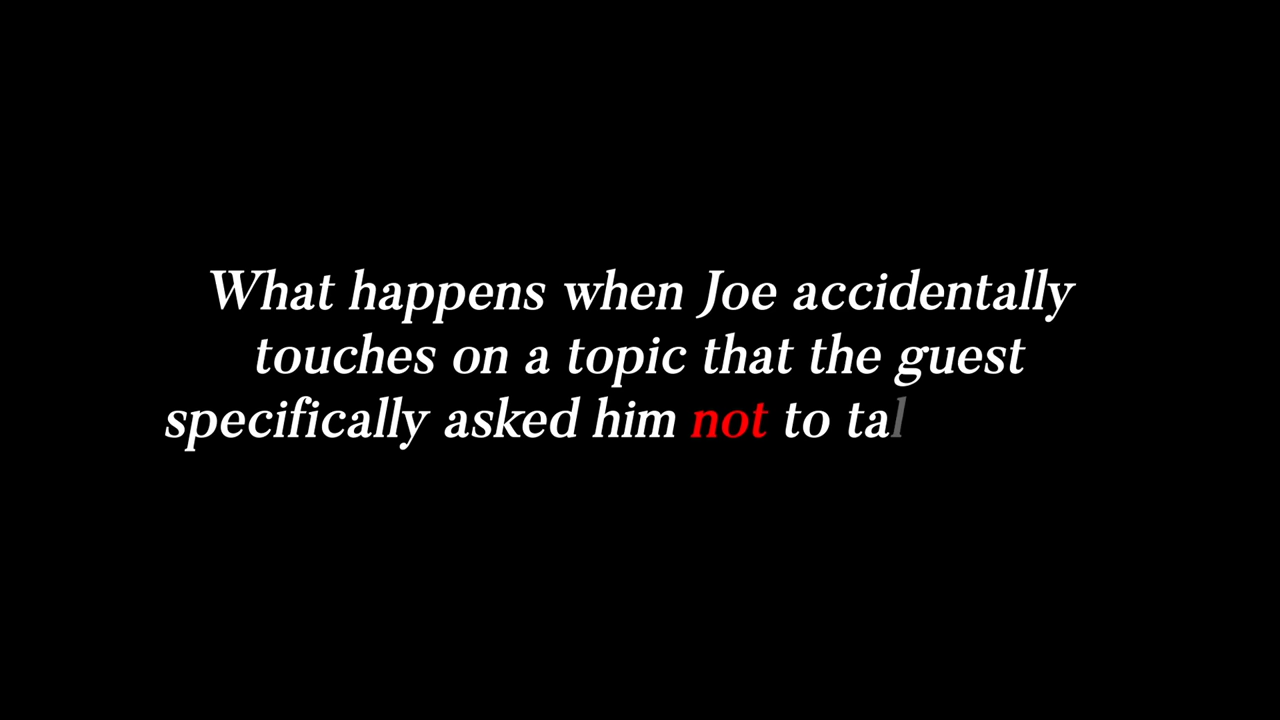 What happens when Joe accidentally
touches on a topic that the guest
specifically asked him not to tal